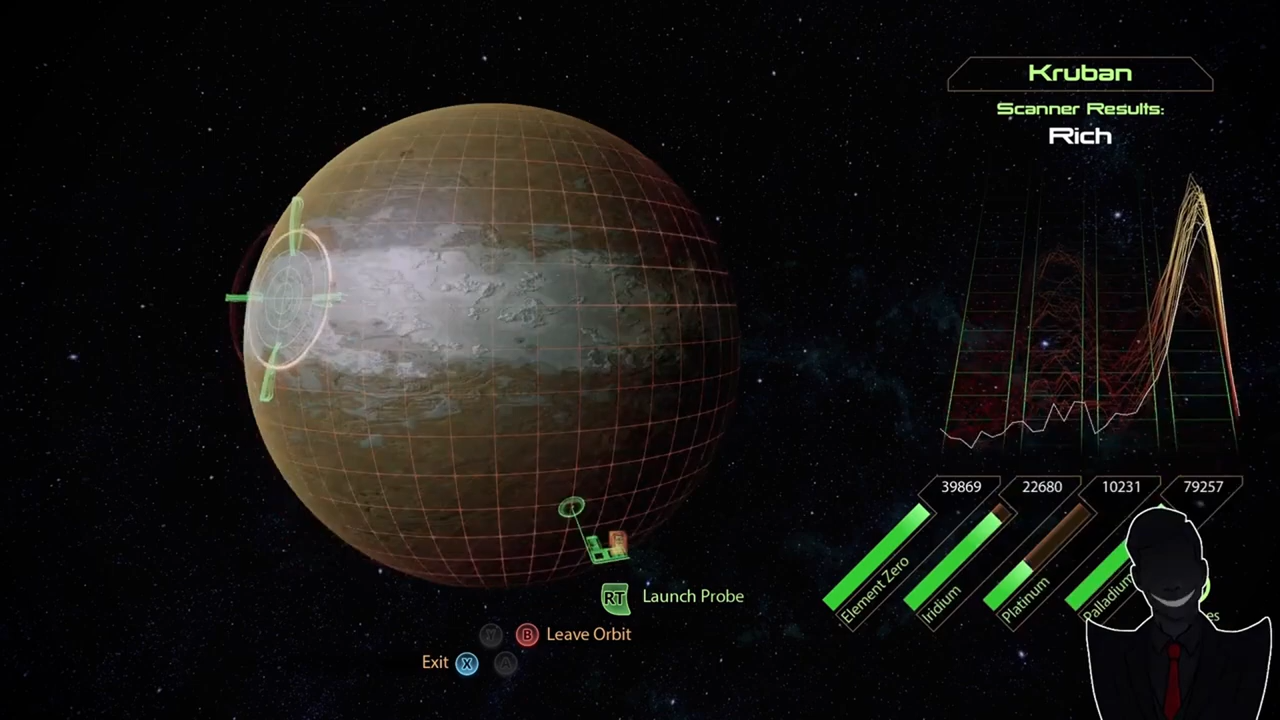 Kruban
Scanner Results:
Rich
39869 22680 10231 79257
Element Zero
Iridium
Platinum
Palladium
RT Launch Probe
Y B Leave Orbit
Exit X A